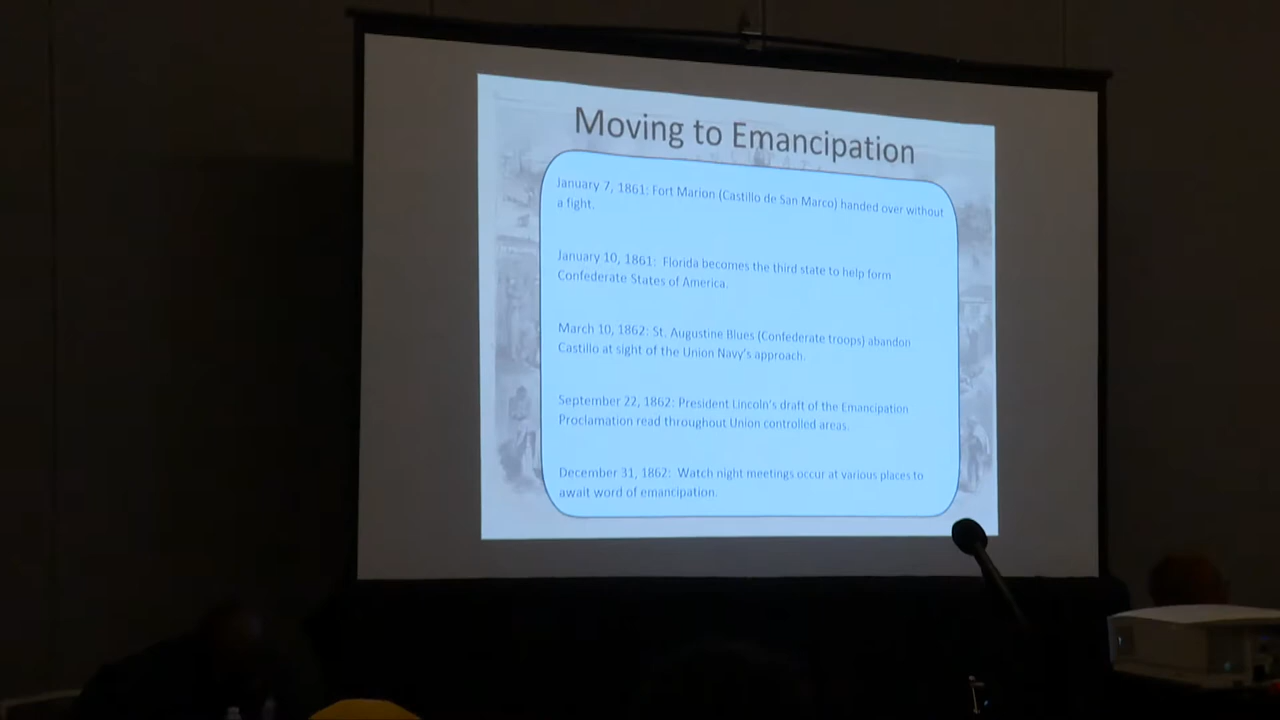 Moving to Emancipation
January 7, 1861: Fort Marion (Castillo de San Marco) handed over without
a fight.
January 10, 1861:  Florida becomes the third state to help form
Confederate States of America.
March 10, 1862: St. Augustine Blues (Confederate troops) abandon
Castillo at sight of the Union Navy's approach.
September 22, 1862: President Lincoln's draft of the Emancipation
Proclamation read throughout Union controlled areas.
December 31, 1862:  Watch night meetings occur at various places to
await word of emancipation.